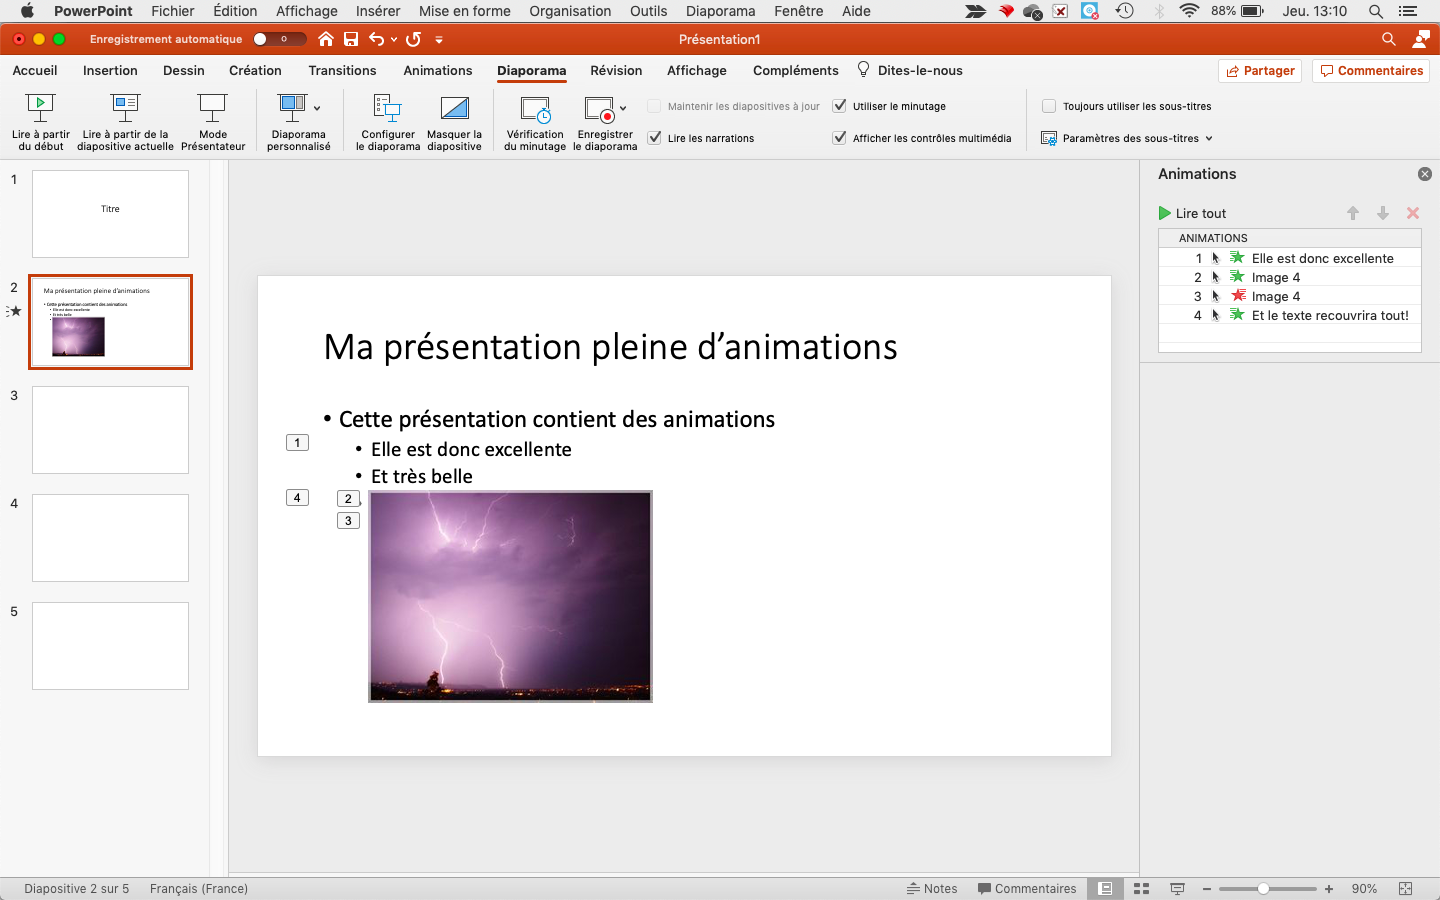 PowerPoint Fichier Édition Affichage Insérer Mise en forme Organisation Outils Diaporama Fenêtre Aide 88% Jeu. 13:10
Enregistrement automatique Présentation1
Accueil Insertion Dessin Création Transitions Animations Diaporama Révision Affichage Compléments Dites-le-nous Partager Commentaires
Lire à partir
du début
Lire à partir de la
diapositive actuelle
Mode
Présentateur
Diaporama
personnalisé
Configurer
le diaporama
Masquer la
diapositive
Vérification
du minutage
Enregistrer
le diaporama
Maintenir les diapositives à jour
Lire les narrations
Utiliser le minutage
Afficher les contrôles multimédia
Toujours utiliser les sous-titres
Paramètres des sous-titres
1
Titre
2
Ma présentation pleine d'animations
• Cette présentation contient des animations
• Elle est donc excellente
• Et très belle
3
4
5
Ma présentation pleine d’animations
• Cette présentation contient des animations
1
• Elle est donc excellente
• Et très belle
4
2
3
Animations
Lire tout
ANIMATIONS
1 Elle est donc excellente
2 Image 4
3 Image 4
4 Et le texte recouvrira tout!
Diapositive 2 sur 5 Français (France) Notes Commentaires 90%